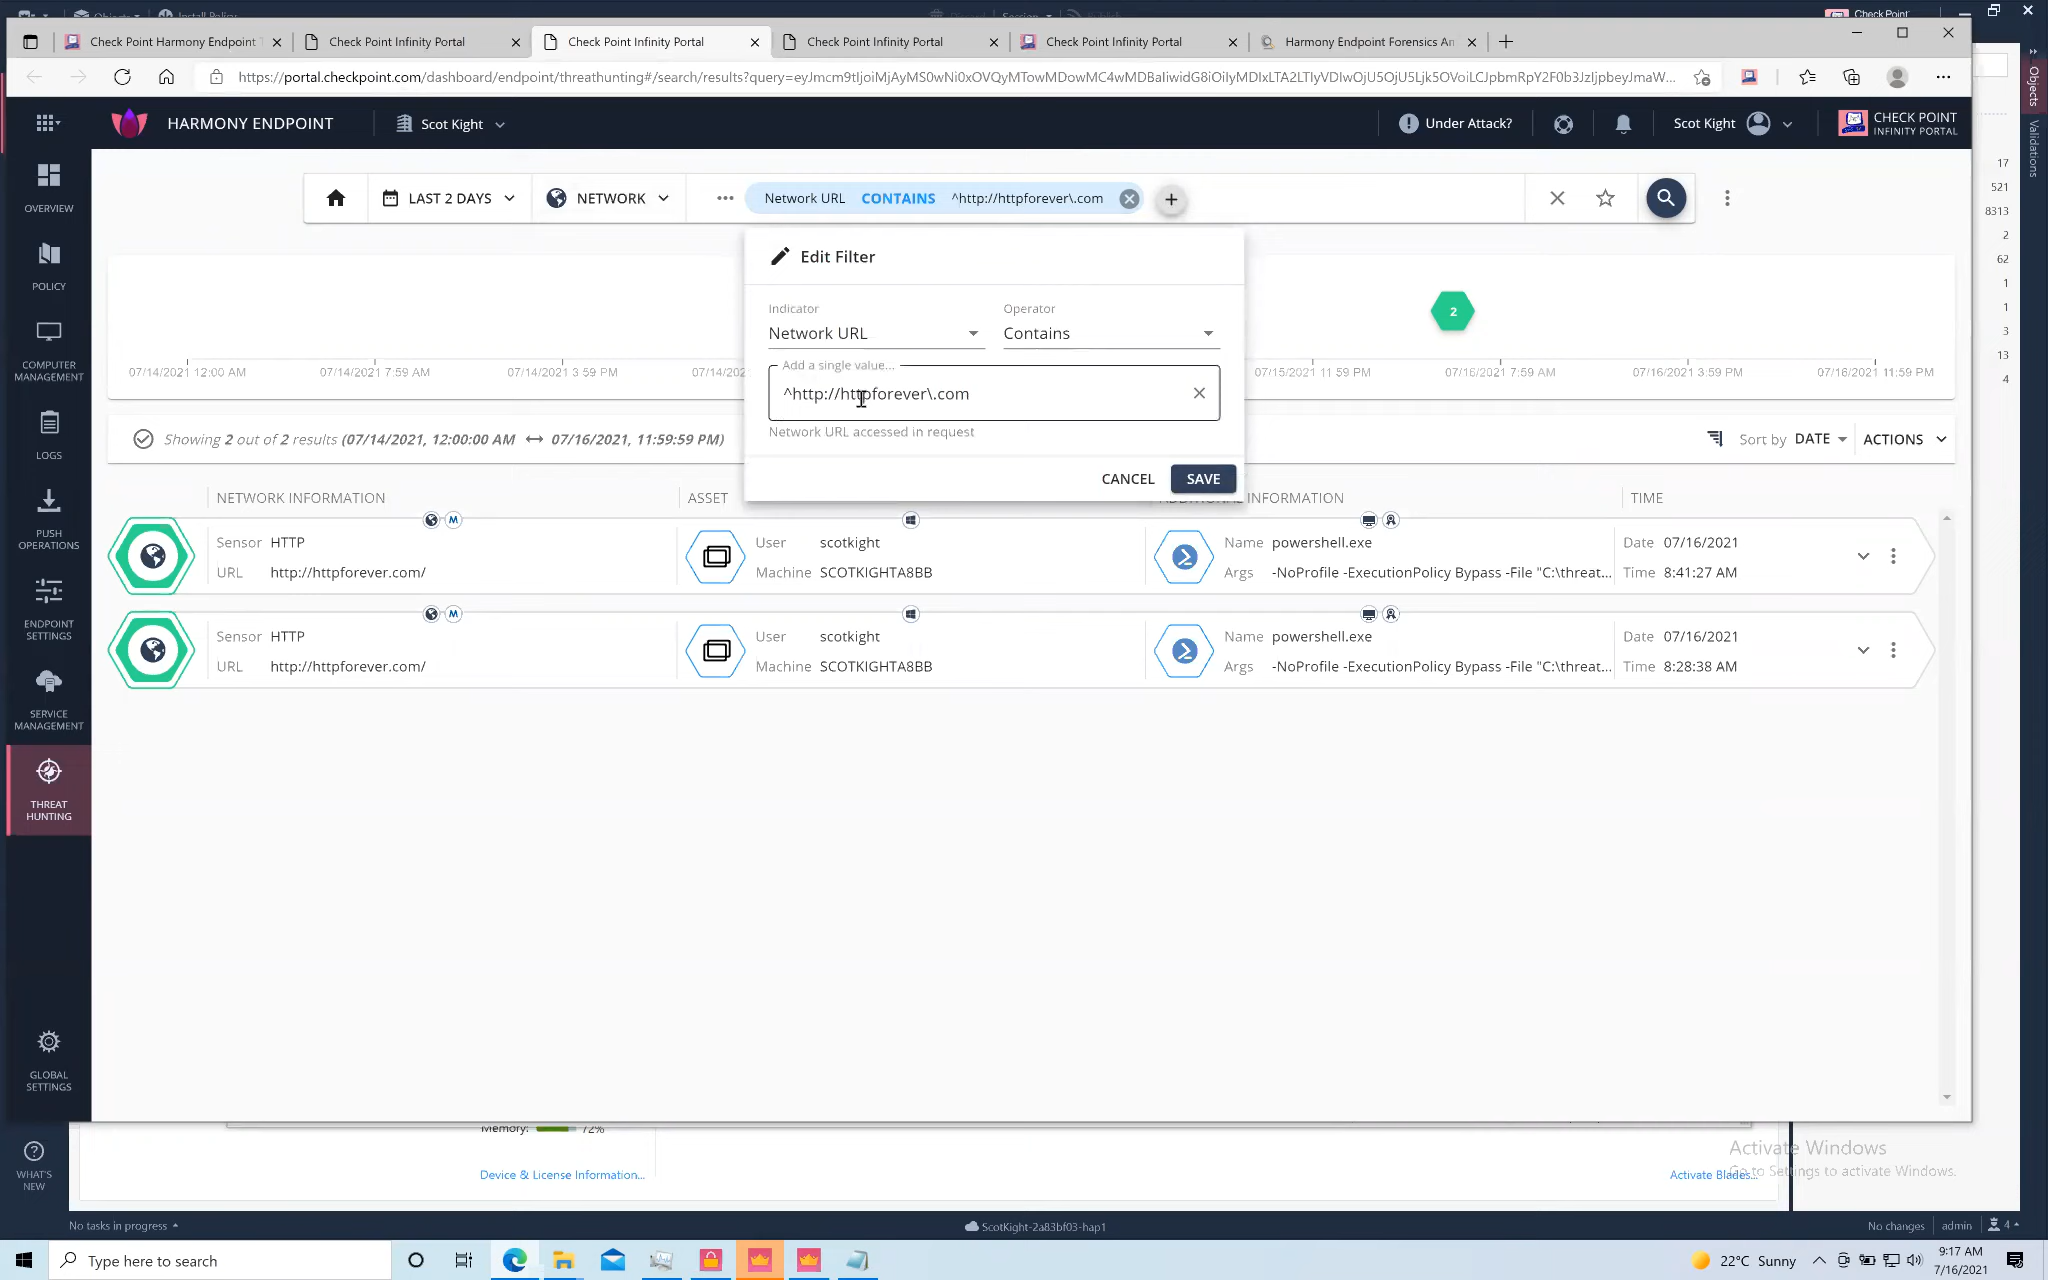 Check Point
Check Point Harmony Endpoint T
Check Point Infinity Portal
Check Point Infinity Portal
Check Point Infinity Portal
Check Point Infinity Portal
Harmony Endpoint Forensics An
https://portal.checkpoint.com/dashboard/endpoint/threathunting#/search/results?query=eyJmcm9tIjoiMjAyMS0wNi0xOVQyMTowMDowMC4wMDBaIiwidG8iOiIyMDIxLTA2LTIyVDIwOjU5OjU5Ljk5OVoiLCJpbmRpY2F0b3JzIjpbeyJmaW...
HARMONY ENDPOINT
Scot Kight
Under Attack?
Scot Kight
CHECK POINT
INFINITY PORTAL
Objects
Validations
17
521
8313
2
62
1
1
3
13
4
OVERVIEW
POLICY
COMPUTER
MANAGEMENT
LOGS
PUSH
OPERATIONS
ENDPOINT
SETTINGS
SERVICE
MANAGEMENT
THREAT
HUNTING
GLOBAL
SETTINGS
WHAT'S
NEW
LAST 2 DAYS
NETWORK
Network URL CONTAINS ^http://httpforever\.com
Edit Filter
Indicator
Operator
Network URL
Contains
Add a single value...
^http://httpforever\.com
Network URL accessed in request
CANCEL
SAVE
2
07/14/2021 12:00 AM
07/14/2021 7:59 AM
07/14/2021 3:59 PM
07/14/202
07/15/2021 11:59 PM
07/16/2021 7:59 AM
07/16/2021 3:59 PM
07/16/2021 11:59 PM
Showing 2 out of 2 results (07/14/2021, 12:00:00 AM ↔ 07/16/2021, 11:59:59 PM)
Sort by DATE
ACTIONS
NETWORK INFORMATION
ASSET
INFORMATION
TIME
Sensor HTTP
User scotkight
Name powershell.exe
Date 07/16/2021
URL http://httpforever.com/
Machine SCOTKIGHTA8BB
Args -NoProfile -ExecutionPolicy Bypass -File "C:\threat...
Time 8:41:27 AM
Sensor HTTP
User scotkight
Name powershell.exe
Date 07/16/2021
URL http://httpforever.com/
Machine SCOTKIGHTA8BB
Args -NoProfile -ExecutionPolicy Bypass -File "C:\threat...
Time 8:28:38 AM
Memory: 72%
Device & License Information...
Activate Blades...
Activate Windows
Go to Settings to activate Windows.
No tasks in progress
ScotKight-2a83bf03-hap1
No changes
admin
4
Type here to search
22°C Sunny
9:17 AM
7/16/2021